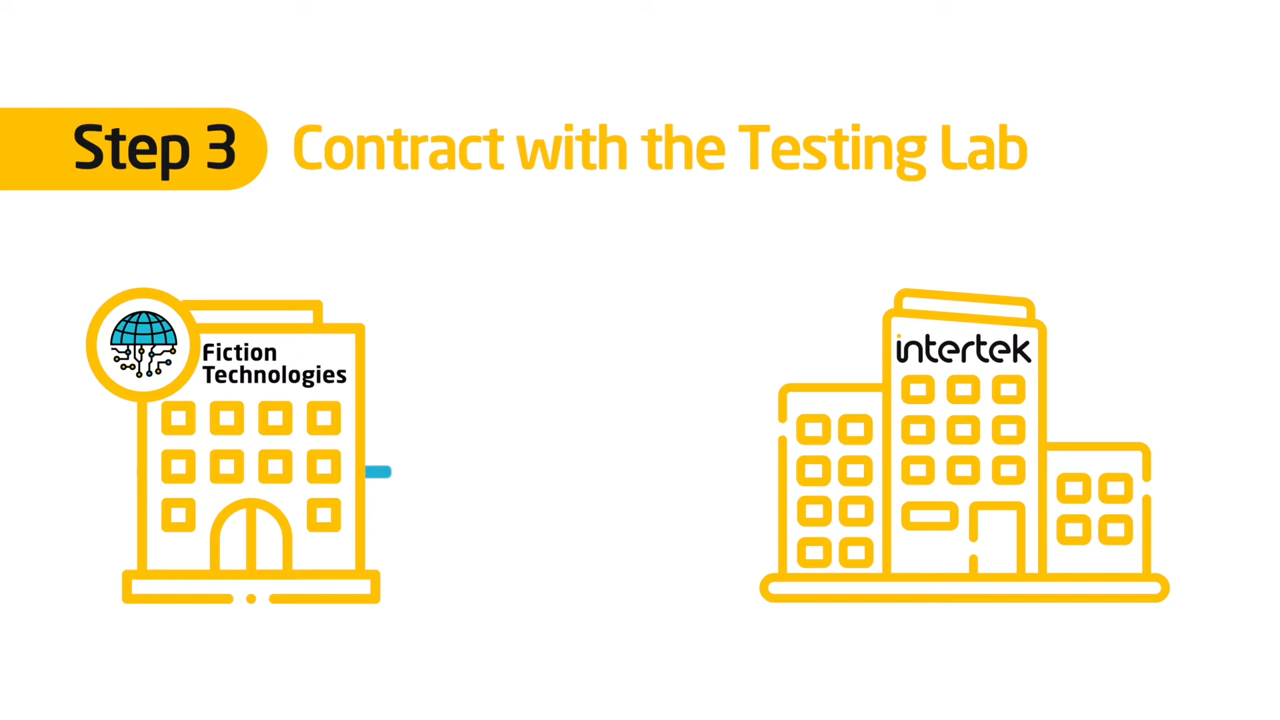 Step 3 Contract with the Testing Lab
Fiction
Technologies
intertek